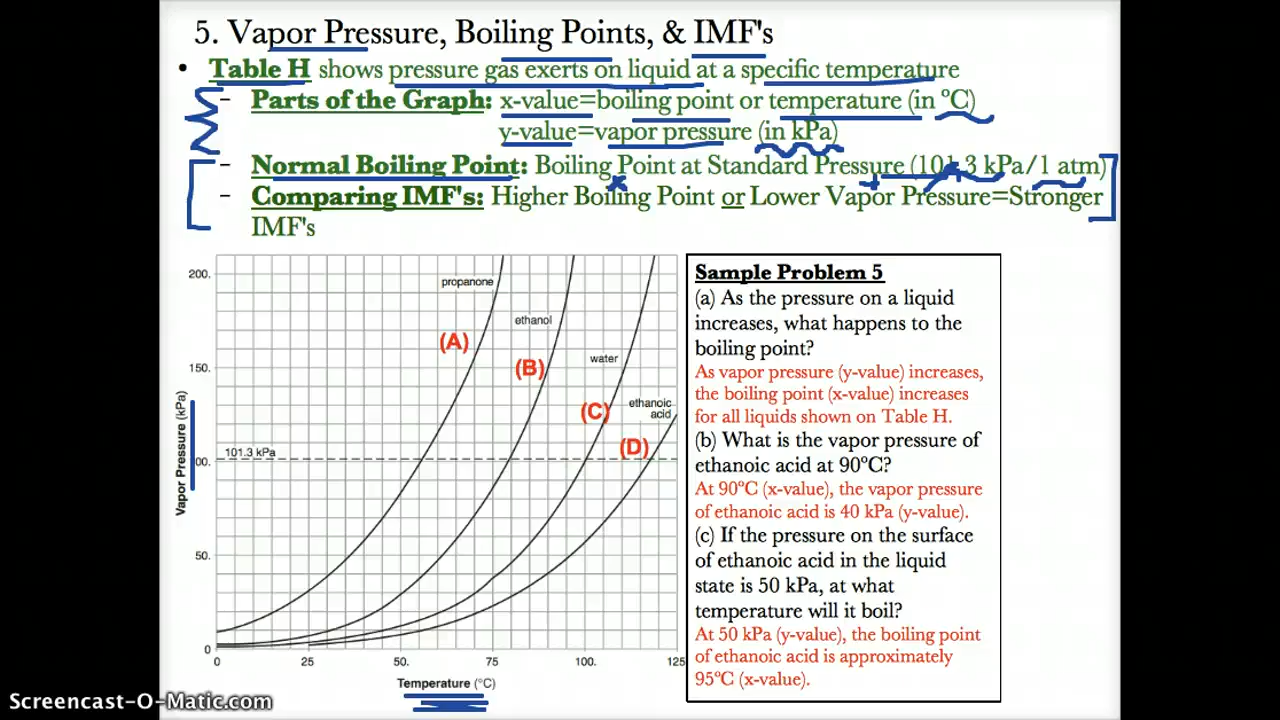 5. Vapor Pressure, Boiling Points, & IMF's
• Table H shows pressure gas exerts on liquid at a specific temperature
– Parts of the Graph: x-value=boiling point or temperature (in ºC)
y-value=vapor pressure (in kPa)
– Normal Boiling Point: Boiling Point at Standard Pressure (101.3 kPa/1 atm)
– Comparing IMF's: Higher Boiling Point or Lower Vapor Pressure=Stronger
IMF's
Vapor Pressure (kPa)
200.
150.
00.
50.
0
101.3 kPa
propanone
(A)
ethanol
(B)
water
(C)
ethanoic
acid
(D)
0 25 50. 75 100. 125
Temperature (°C)
Sample Problem 5
(a) As the pressure on a liquid
increases, what happens to the
boiling point?
As vapor pressure (y-value) increases,
the boiling point (x-value) increases
for all liquids shown on Table H.
(b) What is the vapor pressure of
ethanoic acid at 90ºC?
At 90ºC (x-value), the vapor pressure
of ethanoic acid is 40 kPa (y-value).
(c) If the pressure on the surface
of ethanoic acid in the liquid
state is 50 kPa, at what
temperature will it boil?
At 50 kPa (y-value), the boiling point
of ethanoic acid is approximately
95ºC (x-value).
Screencast-O-Matic.com